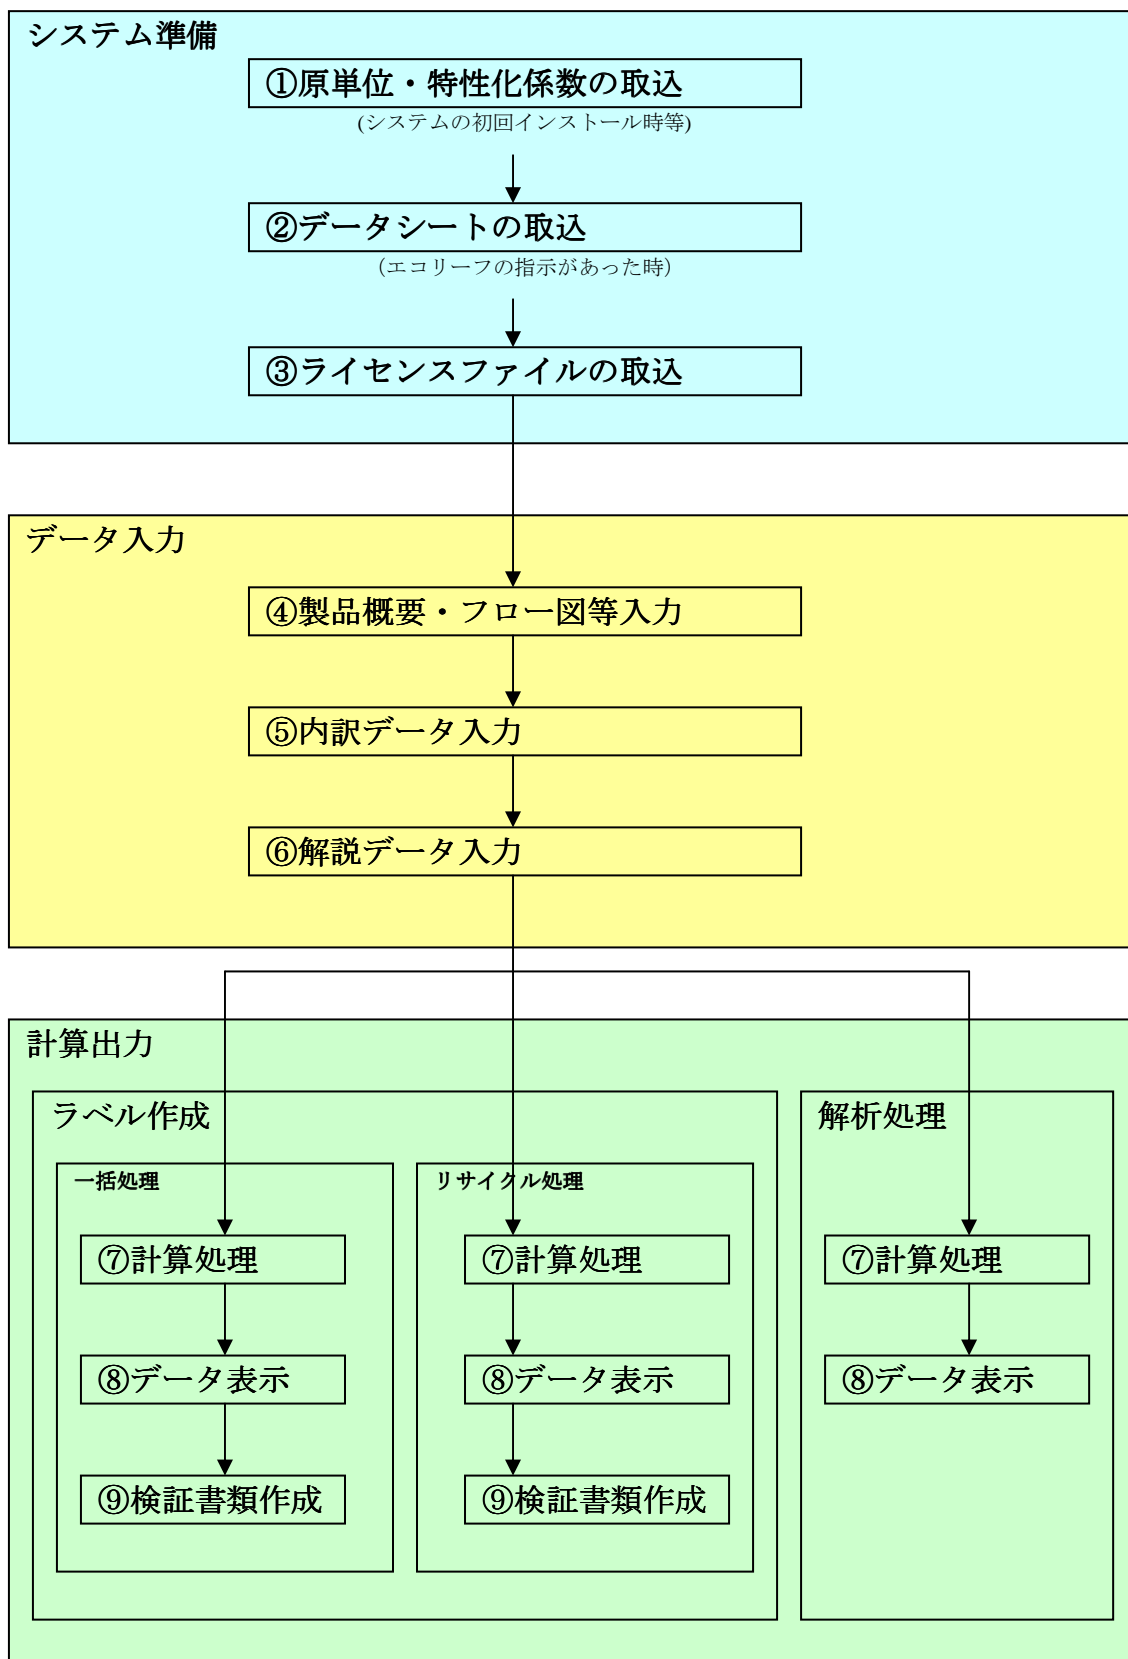 システム準備
①原単位・特性化係数の取込
(システムの初回インストール時等)
②データシートの取込
（エコリーフの指示があった時）
③ライセンスファイルの取込
データ入力
④製品概要・フロー図等入力
⑤内訳データ入力
⑥解説データ入力
計算出力
ラベル作成
一括処理
⑦計算処理
⑧データ表示
⑨検証書類作成
リサイクル処理
⑦計算処理
⑧データ表示
⑨検証書類作成
解析処理
⑦計算処理
⑧データ表示